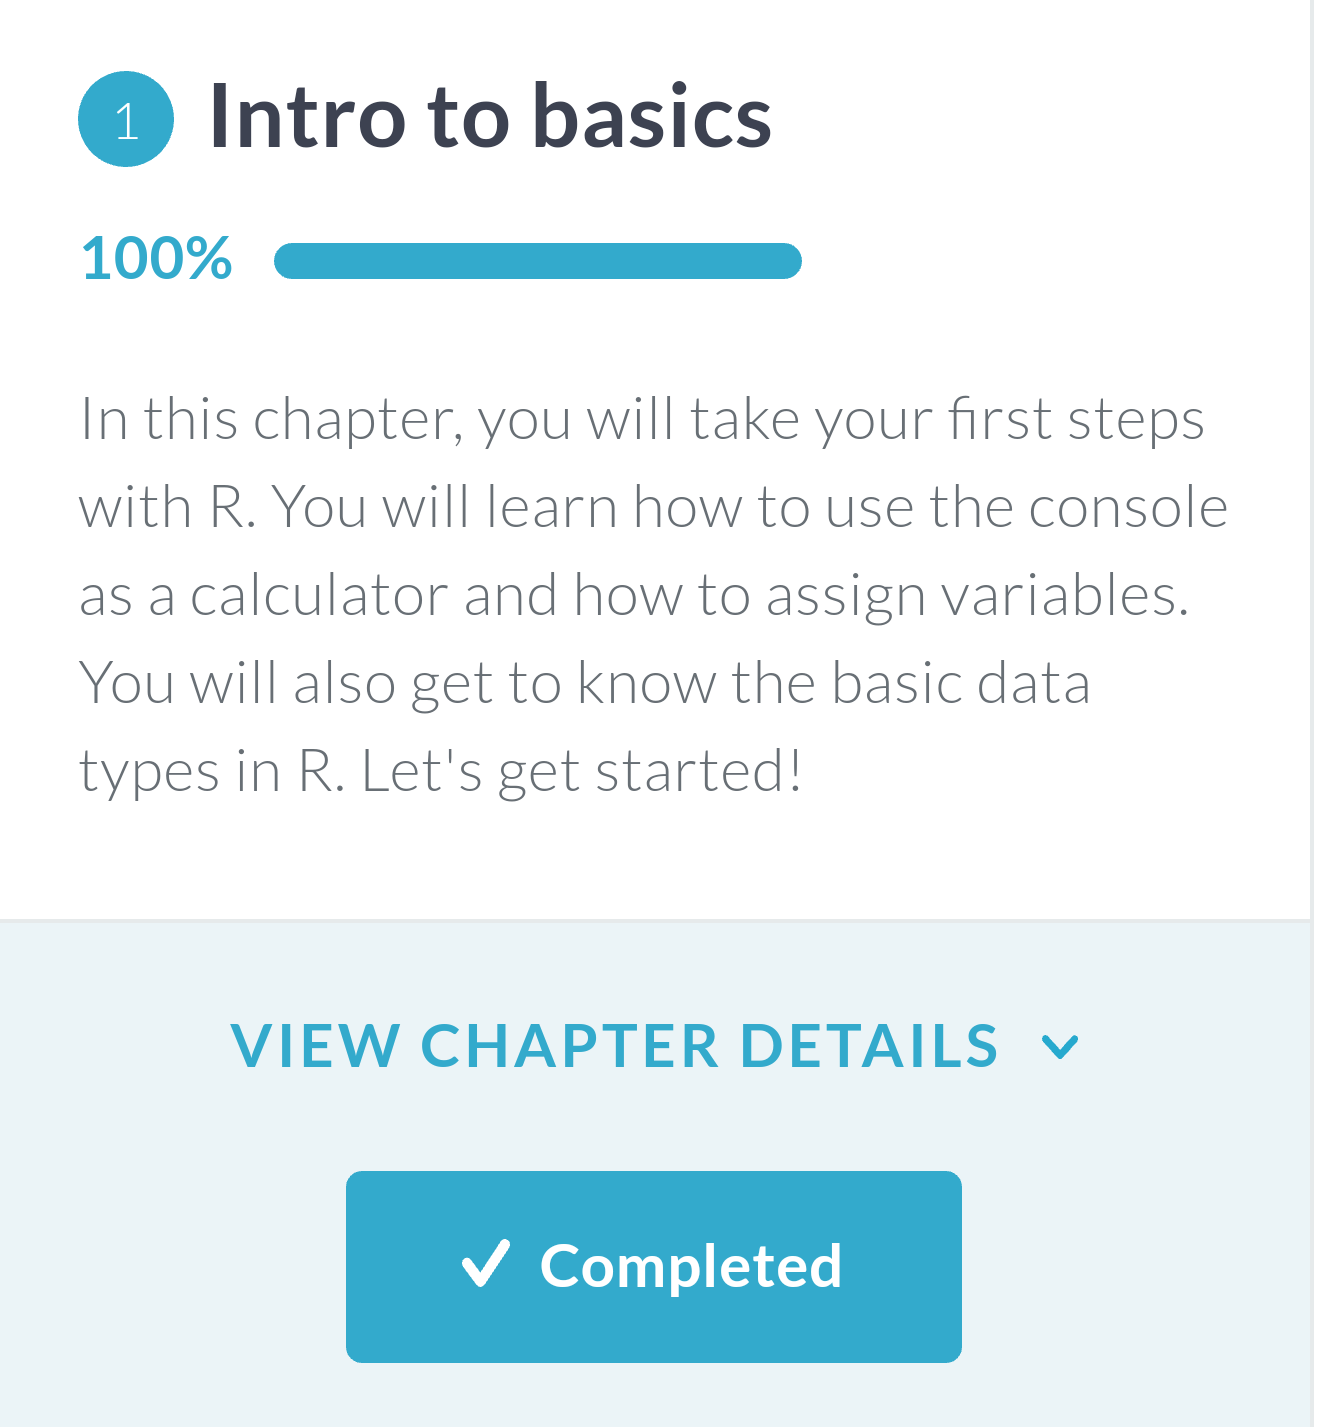 1 Intro to basics
100%
In this chapter, you will take your first steps
with R. You will learn how to use the console
as a calculator and how to assign variables.
You will also get to know the basic data
types in R. Let's get started!
VIEW CHAPTER DETAILS
Completed